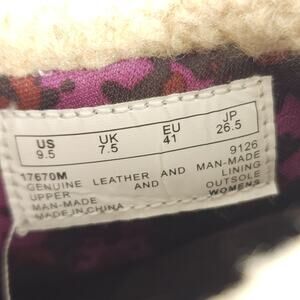 US UK EU JP
9.5 7.5 41 26.5
17670M 9126
GENUINE LEATHER AND MAN-MADE
UPPER AND LINING
MAN-MADE OUTSOLE
MADE IN CHINA WOMENS